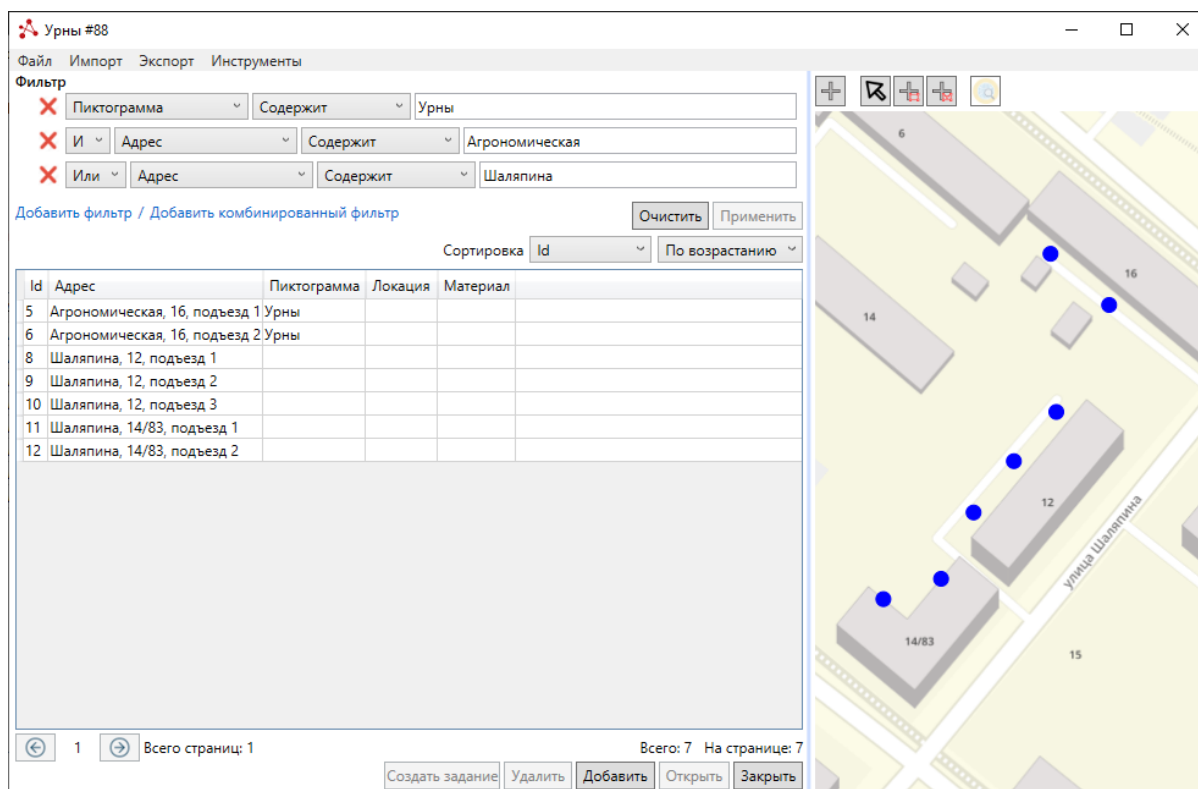 Урны #88
Файл Импорт Экспорт Инструменты
Фильтр
Пиктограмма Содержит Урны
И Адрес Содержит Агрономическая
Или Адрес Содержит Шаляпина
Добавить фильтр / Добавить комбинированный фильтр
Очистить Применить
Сортировка Id По возрастанию
Id Адрес Пиктограмма Локация Материал
5 Агрономическая, 16, подъезд 1 Урны
6 Агрономическая, 16, подъезд 2 Урны
8 Шаляпина, 12, подъезд 1
9 Шаляпина, 12, подъезд 2
10 Шаляпина, 12, подъезд 3
11 Шаляпина, 14/83, подъезд 1
12 Шаляпина, 14/83, подъезд 2
1 Всего страниц: 1
Всего: 7 На странице: 7
Создать задание Удалить Добавить Открыть Закрыть
6
16
14
12
улица Шаляпина
14/83
15